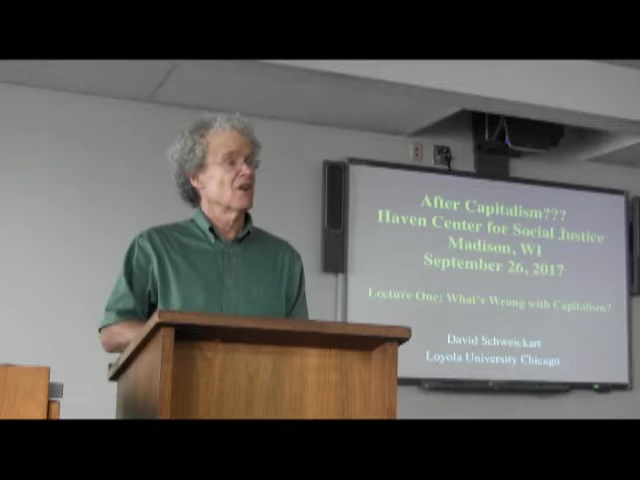 After Capitalism???
Haven Center for Social Justice
Madison, WI
September 26, 2017
Lecture One: What's Wrong with Capitalism?
David Schweickart
Loyola University Chicago